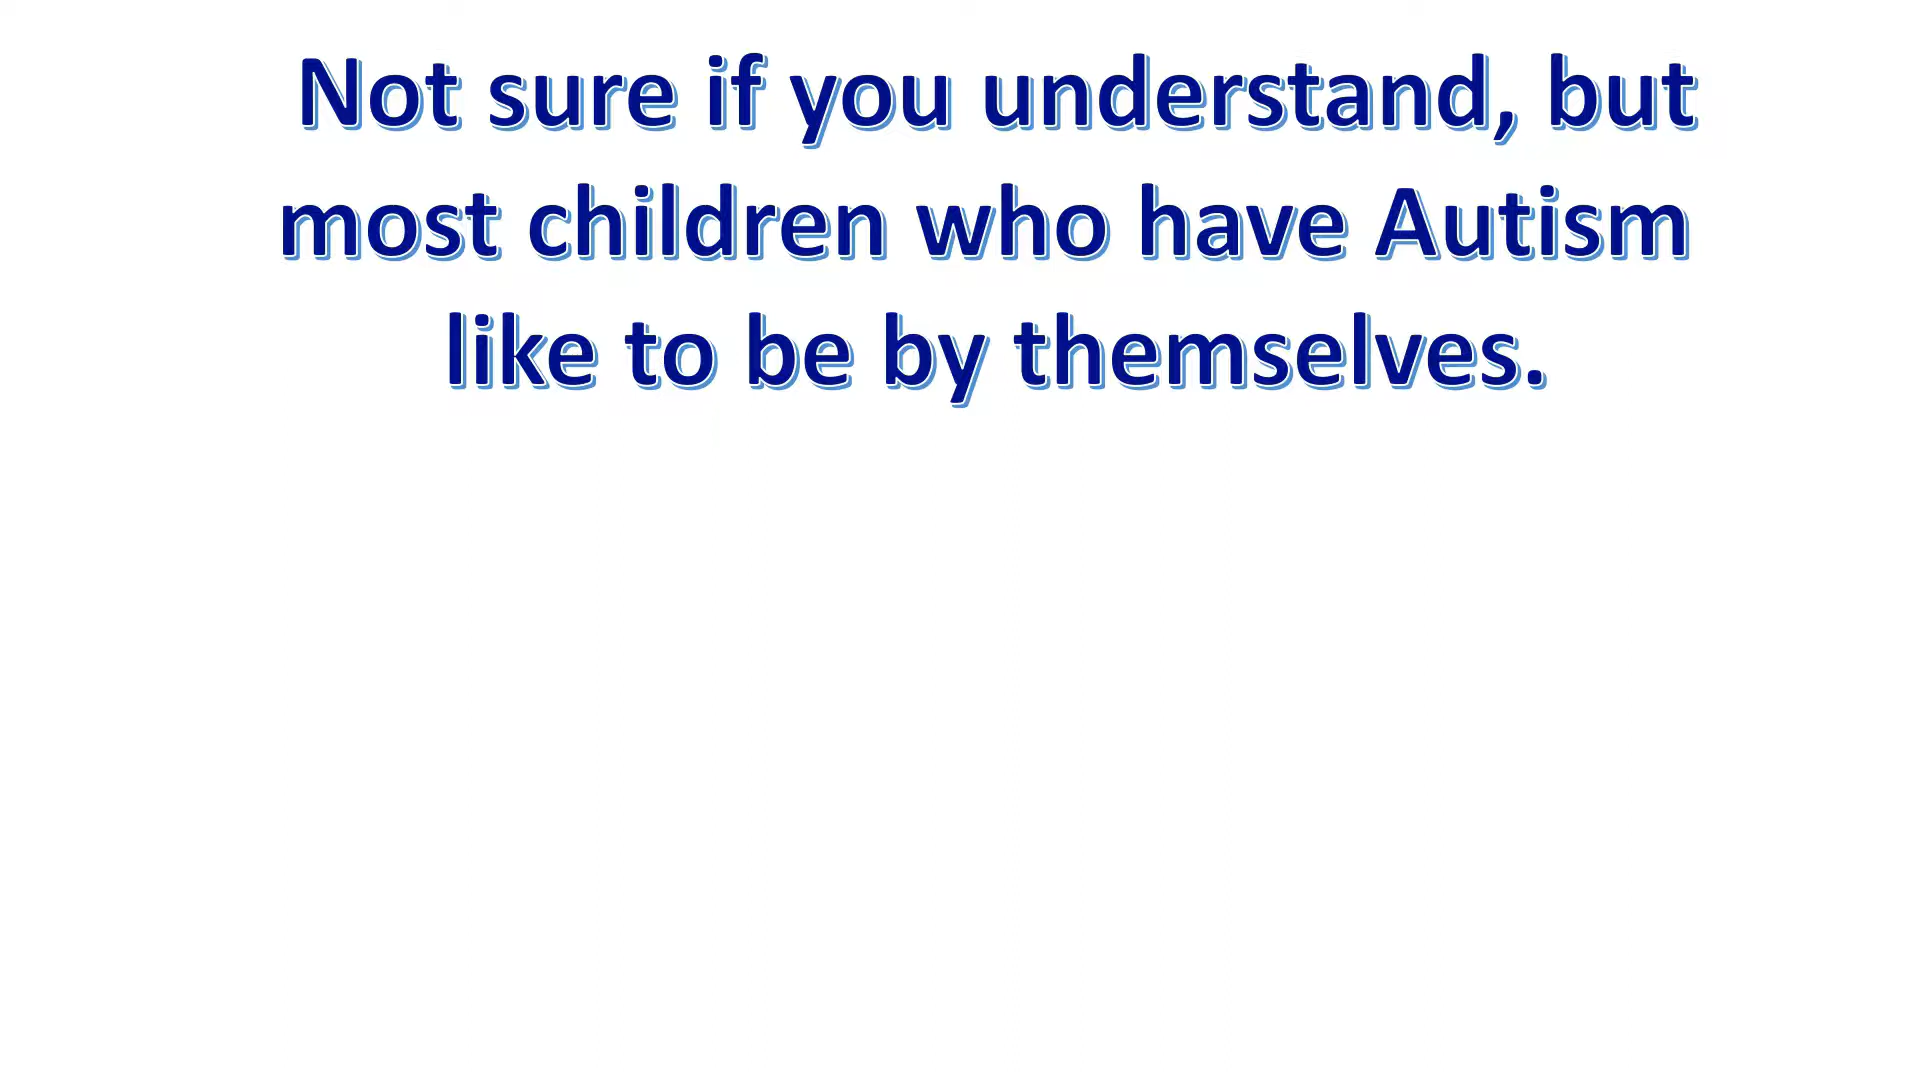 Not sure if you understand, but
most children who have Autism
like to be by themselves.